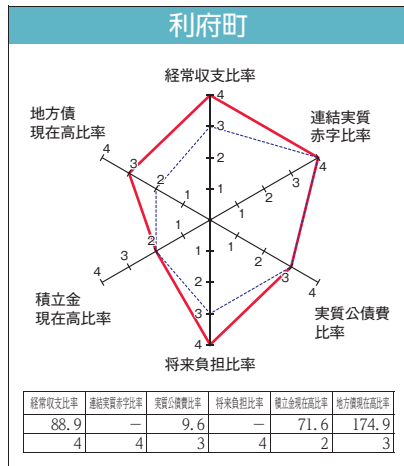 利府町
経常収支比率
連結実質
赤字比率
実質公債費
比率
将来負担比率
積立金
現在高比率
地方債
現在高比率
4
3
2
1
4
3
2
1
4
3
2
1
4
3
2
1
4
3
2
1
4
3
2
1
経常収支比率 連結実質赤字比率 実質公債費比率 将来負担比率 積立金現在高比率 地方債現在高比率
88.9 − 9.6 − 71.6 174.9
4 4 3 4 2 3